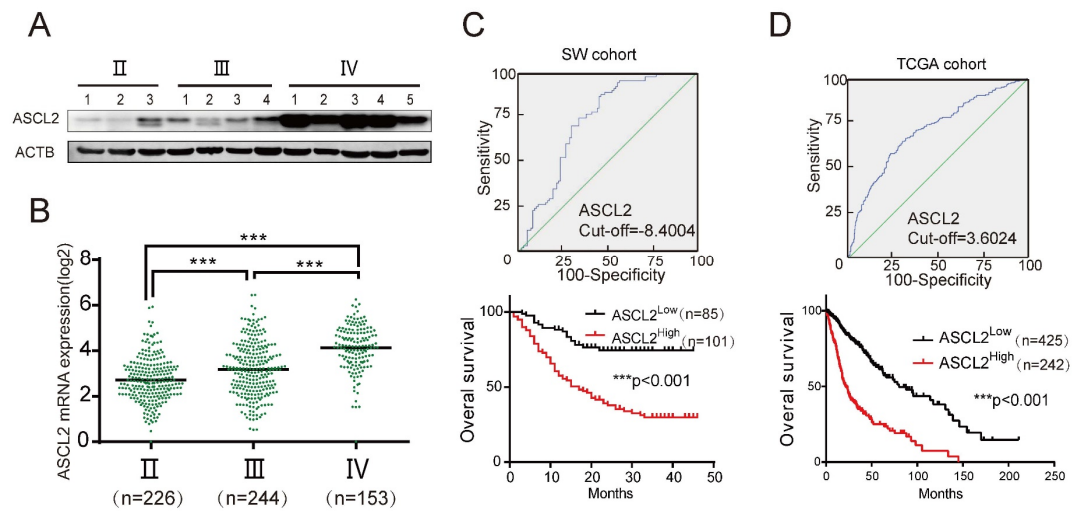 A
Ⅱ Ⅲ Ⅳ
1 2 3 1 2 3 4 1 2 3 4 5
ASCL2
ACTB
B
ASCL2 mRNA expression(log2)
8
6
4
2
0
***
*** ***
Ⅱ Ⅲ Ⅳ
(n=226) (n=244) (n=153)
C
SW cohort
Sensitivity
100
75
50
25
0 25 50 75 100
ASCL2
Cut-off=-8.4004
100-Specificity
Overal survival
100
50
0
ASCL2Low(n=85)
ASCL2High(n=101)
***p<0.001
0 10 20 30 40 50
Months
D
TCGA cohort
Sensitivity
100
75
50
25
0 25 50 75 100
ASCL2
Cut-off=3.6024
100-Specificity
Overal survival
100
50
0
ASCL2Low(n=425)
ASCL2High(n=242)
***p<0.001
0 50 100 150 200 250
Months